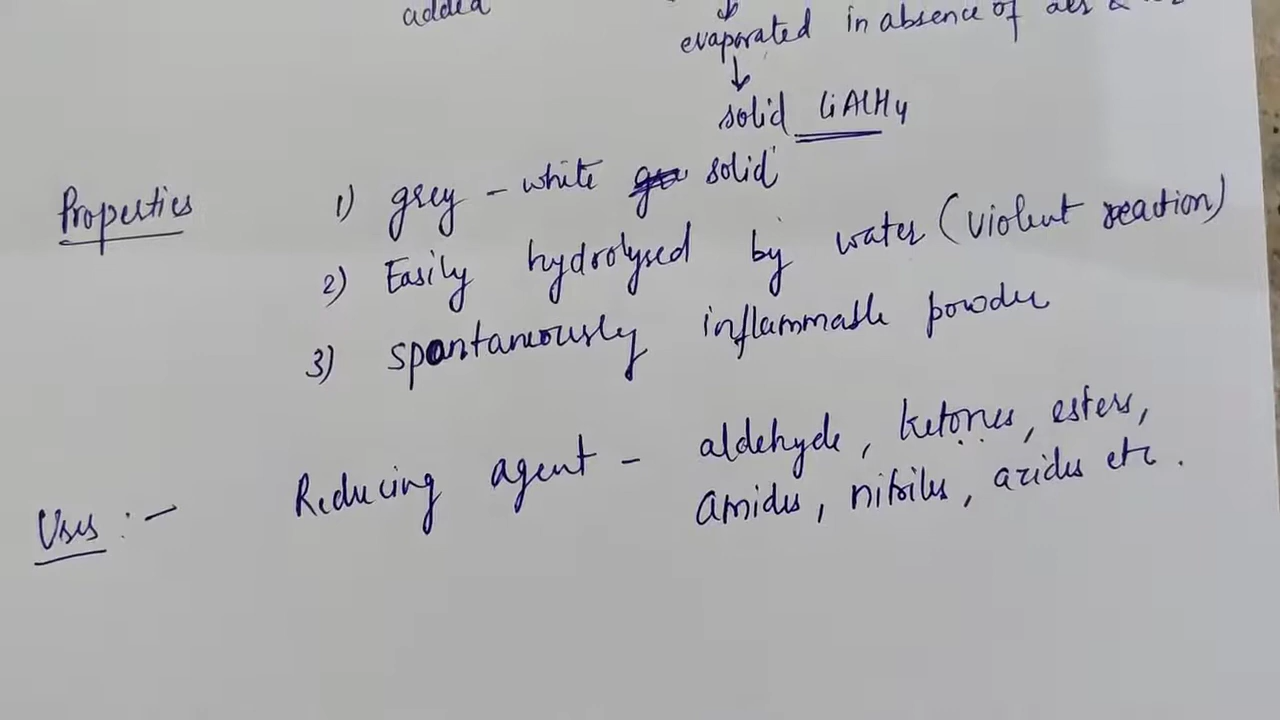 added
evaporated in absence of
↓
solid LiAlH4
Properties 1) grey - white solid
2) Easily hydrolysed by water (violent reaction)
3) spontaneously inflammable powder
Uses :- Reducing agent - aldehyde, ketones, esters,
amides, nitriles, azides etc.